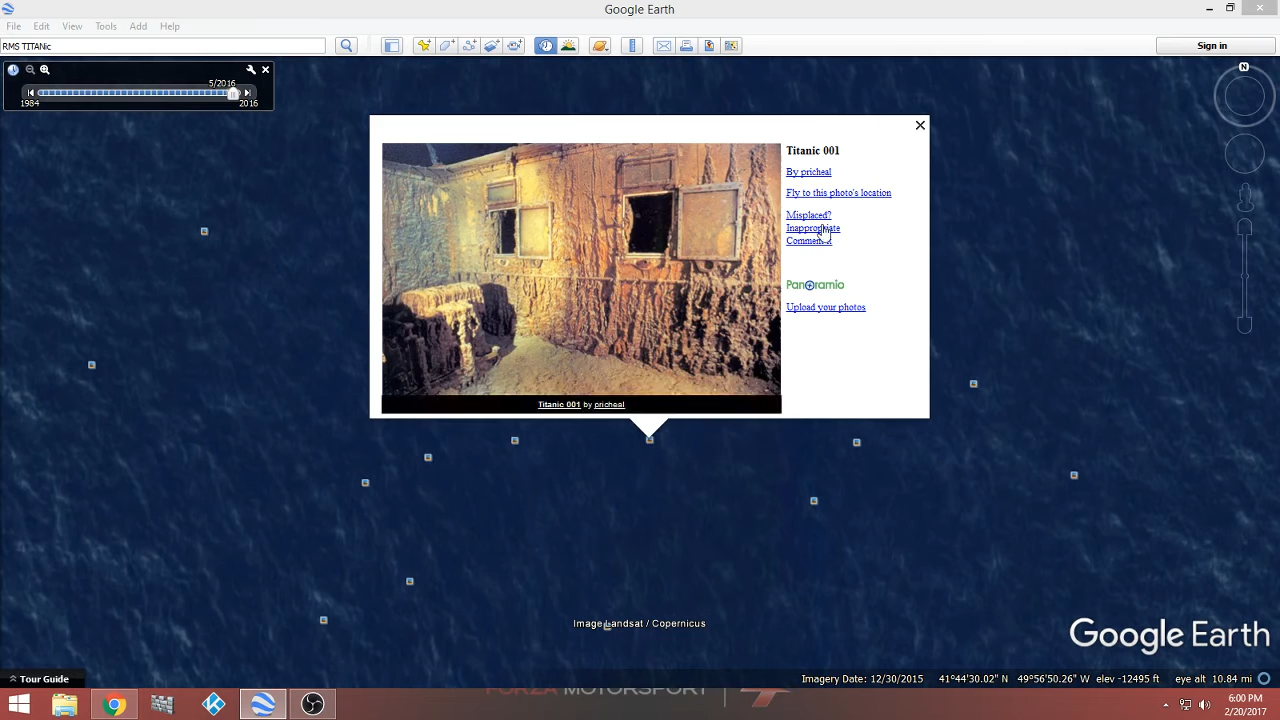 Google Earth
File Edit View Tools Add Help
RMS TITANic
Sign in
5/2016
1984 2016
N
Titanic 001
By pricheal
Fly to this photo's location
Misplaced?
Inappropriate
Comments
Panoramio
Upload your photos
Titanic 001 by pricheal
Image Landsat / Copernicus
Google Earth
Tour Guide
Imagery Date: 12/30/2015 41°44'30.02" N 49°56'50.26" W elev -12495 ft eye alt 10.84 mi
FORZA MOTORSPORT
6:00 PM
2/20/2017